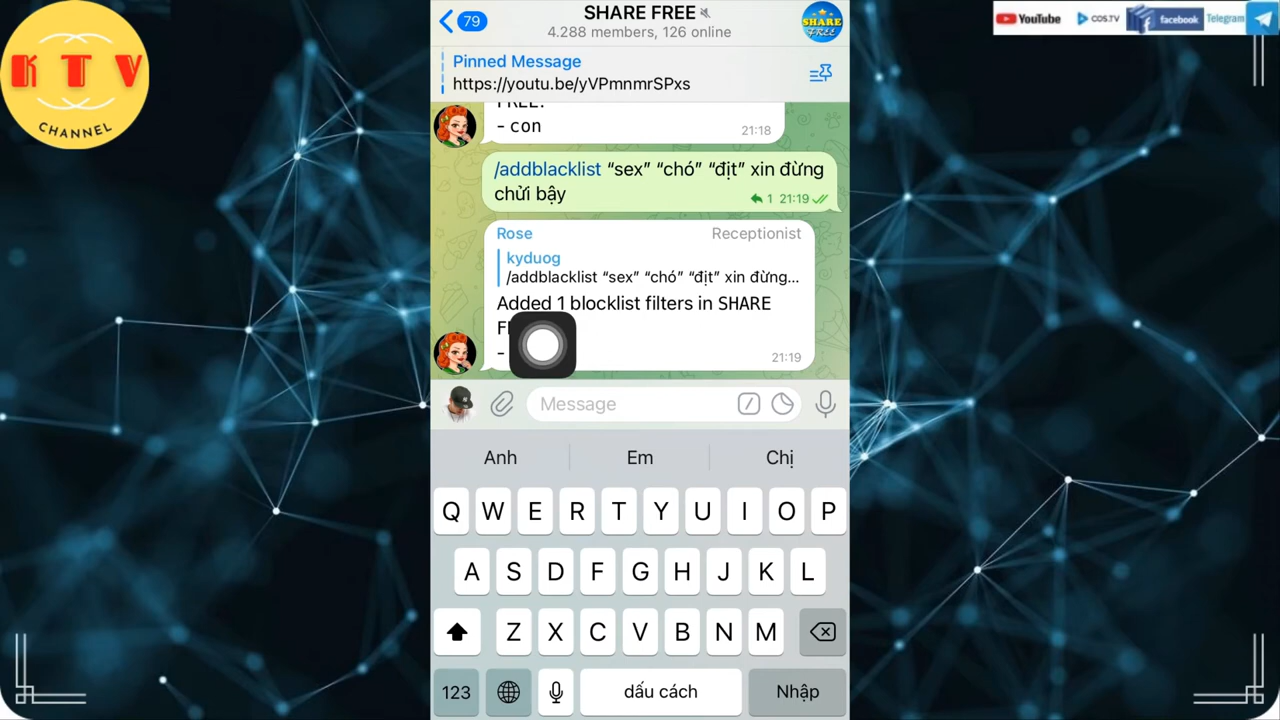 KTV
CHANNEL
YouTube
COS.TV
facebook
Telegram
79
SHARE FREE
4.288 members, 126 online
SHARE
FREE
Pinned Message
https://youtu.be/yVPmnmrSPxs
FREE:
- con
21:18
/addblacklist “sex” “chó” “địt” xin đừng
chửi bậy
1 21:19
Rose Receptionist
kyduog
/addblacklist “sex” “chó” “địt” xin đừng...
Added 1 blocklist filters in SHARE
-
21:19
Message
Anh Em Chị
Q W E R T Y U I O P
A S D F G H J K L
Z X C V B N M
123 dấu cách Nhập